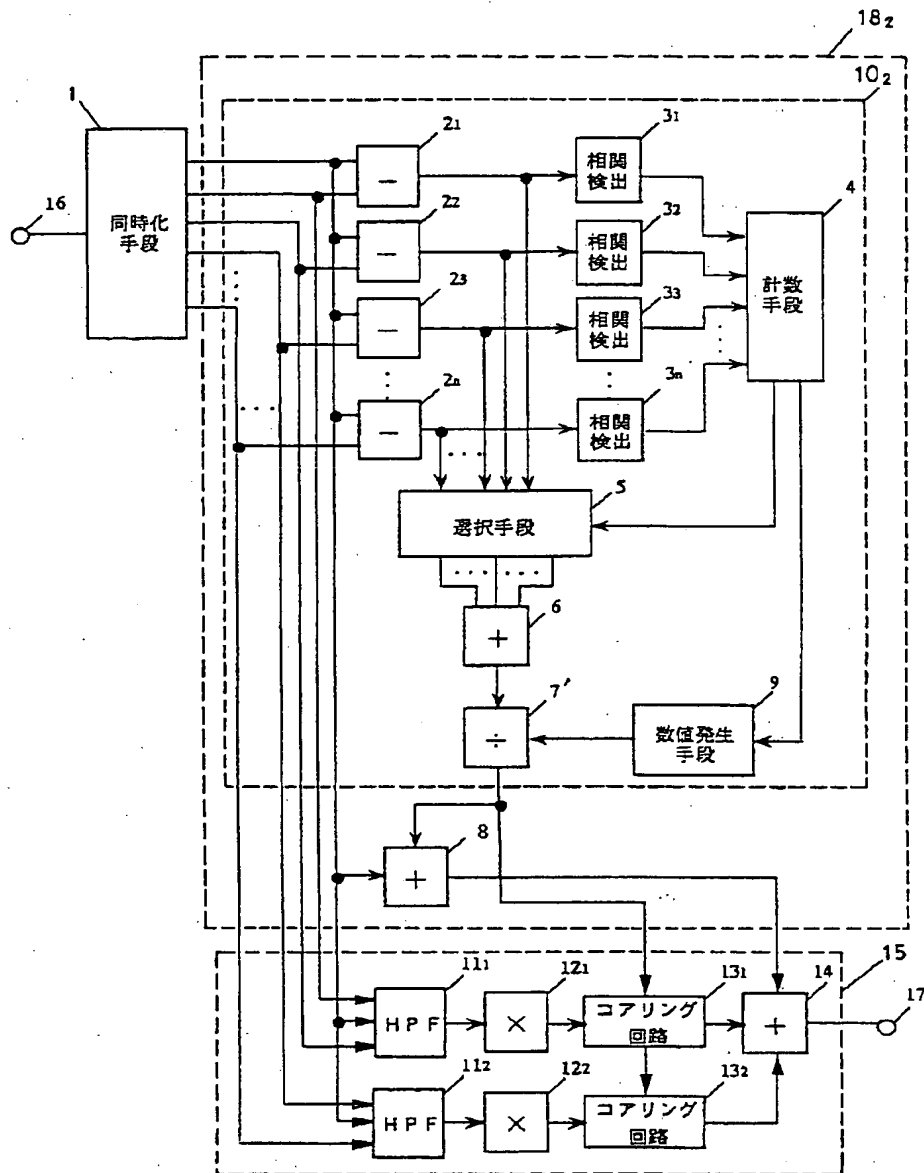 18₂
10₂
1
2₁
3₁
相関
検出
4
−
16
同時化
手段
2₂
3₂
相関
検出
−
計数
手段
2₃
3₃
相関
検出
−
2n
3n
相関
検出
−
5
選択手段
6
+
7′
÷
9
数値発生
手段
8
+
15
11₁
HPF
12₁
×
13₁
コアリング
回路
14
+
17
11₂
HPF
12₂
×
13₂
コアリング
回路